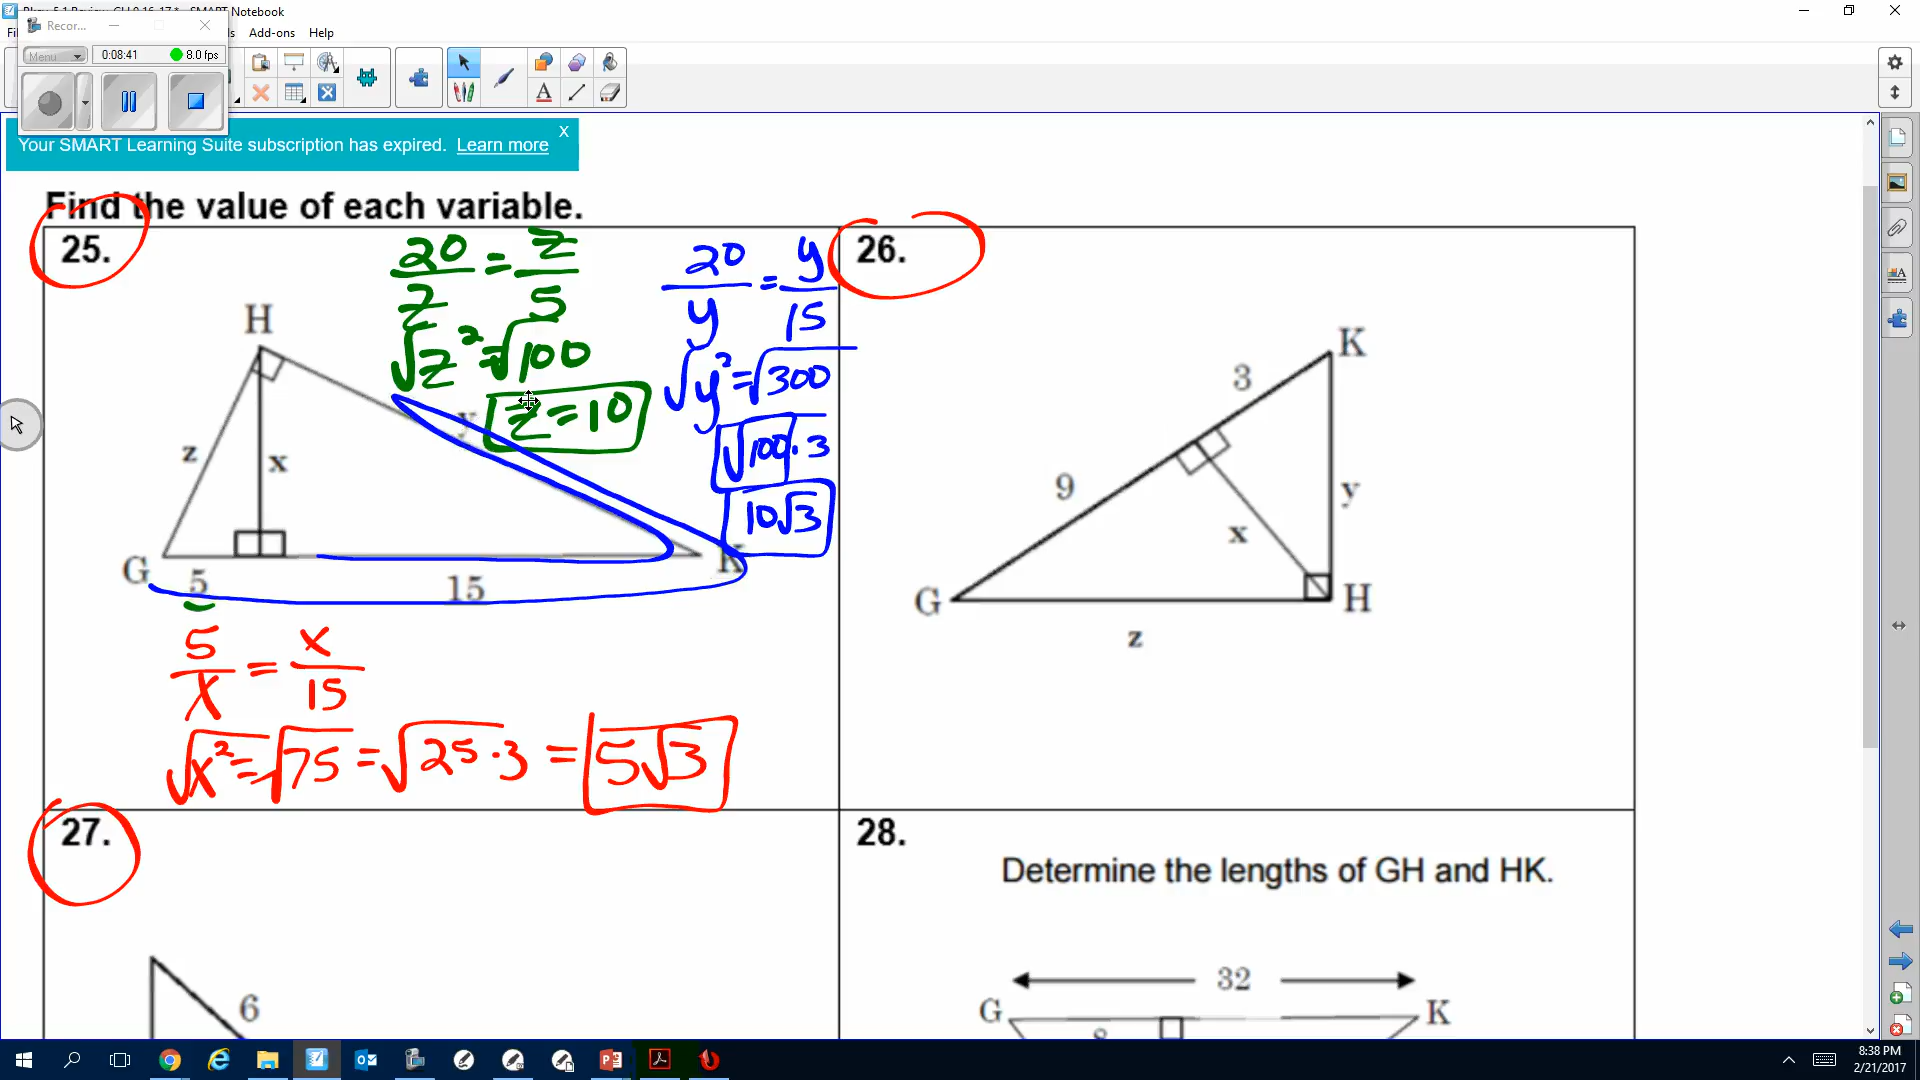 Recor...
SMART Notebook
Add-ons Help
Menu 0:08:41 8.0 fps
Your SMART Learning Suite subscription has expired. Learn more X
Find the value of each variable.
25.
20/z = z/5
√z² = √100
z = 10
20/y = y/15
√y² = √300
√100·3
10√3
H
z x y
G 5 15 K
5/x = x/15
√x² = √75 = √25·3 = 5√3
26.
K
3
9 y
x
G H
z
27.
6
28.
Determine the lengths of GH and HK.
32
G K
8
8:38 PM
2/21/2017